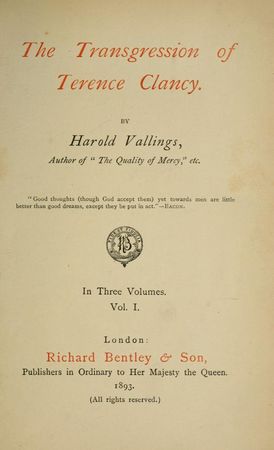 The Transgression of
Terence Clancy.
BY
Harold Vallings,
Author of “ The Quality of Mercy,” etc.
“Good thoughts (though God accept them) yet towards men are little
better than good dreams, except they be put in act.”—BACON.
In Three Volumes.
Vol. I.
London:
Richard Bentley & Son,
Publishers in Ordinary to Her Majesty the Queen.
1893.
(All rights reserved.)